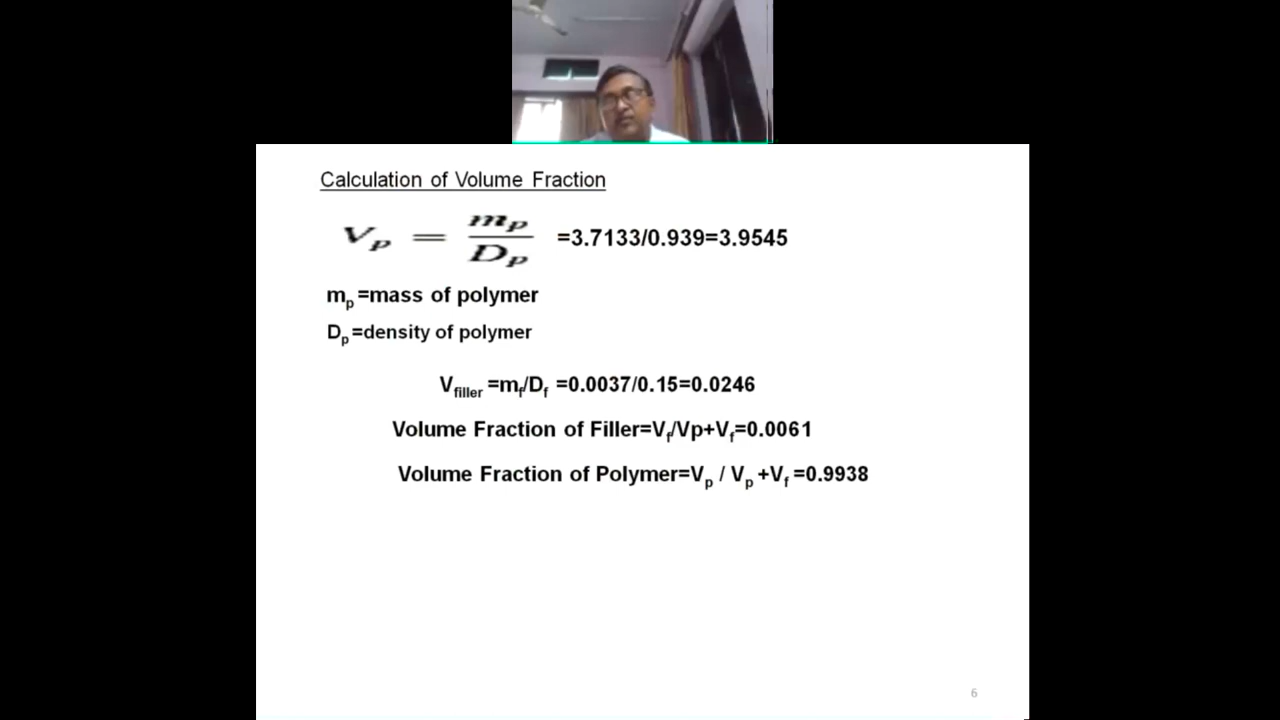 Calculation of Volume Fraction
Vp = mp/Dp =3.7133/0.939=3.9545
mp=mass of polymer
Dp=density of polymer
Vfiller =mf/Df =0.0037/0.15=0.0246
Volume Fraction of Filler=Vf/Vp+Vf=0.0061
Volume Fraction of Polymer=Vp / Vp +Vf =0.9938
6